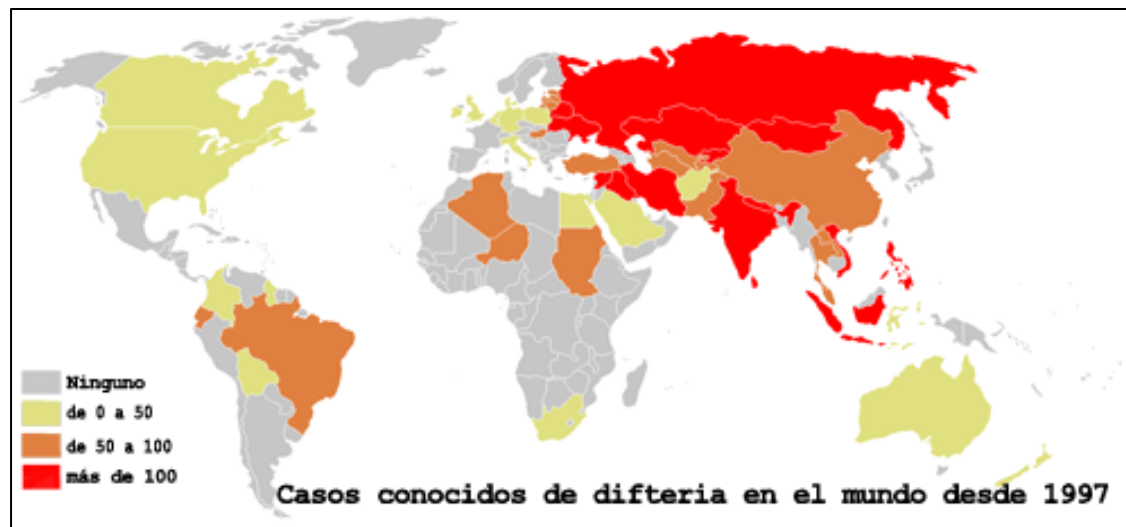 Ninguno
de 0 a 50
de 50 a 100
más de 100
Casos conocidos de difteria en el mundo desde 1997